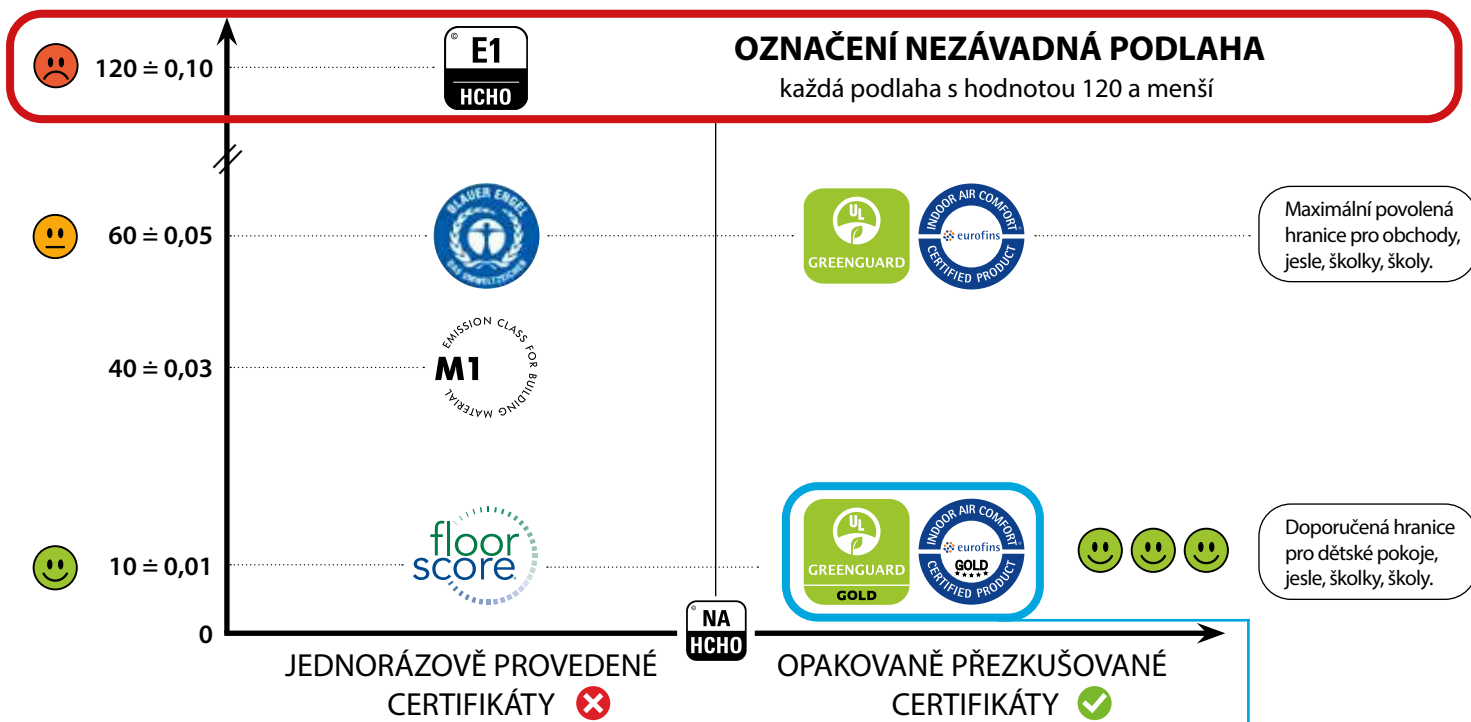 120 ≐ 0,10
© E1
HCHO
OZNAČENÍ NEZÁVADNÁ PODLAHA
každá podlaha s hodnotou 120 a menší
60 ≐ 0,05
BLAUER ENGEL
DAS UMWELTZEICHEN
UL
GREENGUARD
INDOOR AIR COMFORT®
eurofins
CERTIFIED PRODUCT
Maximální povolená
hranice pro obchody,
jesle, školky, školy.
40 ≐ 0,03
M1
EMISSION CLASS FOR BUILDING MATERIAL
10 ≐ 0,01
floor
score®
UL
GREENGUARD
GOLD
INDOOR AIR COMFORT®
eurofins
GOLD
CERTIFIED PRODUCT
Doporučená hranice
pro dětské pokoje,
jesle, školky, školy.
0
© NA
HCHO
JEDNORÁZOVĚ PROVEDENÉ
CERTIFIKÁTY
OPAKOVANĚ PŘEZKUŠOVANÉ
CERTIFIKÁTY